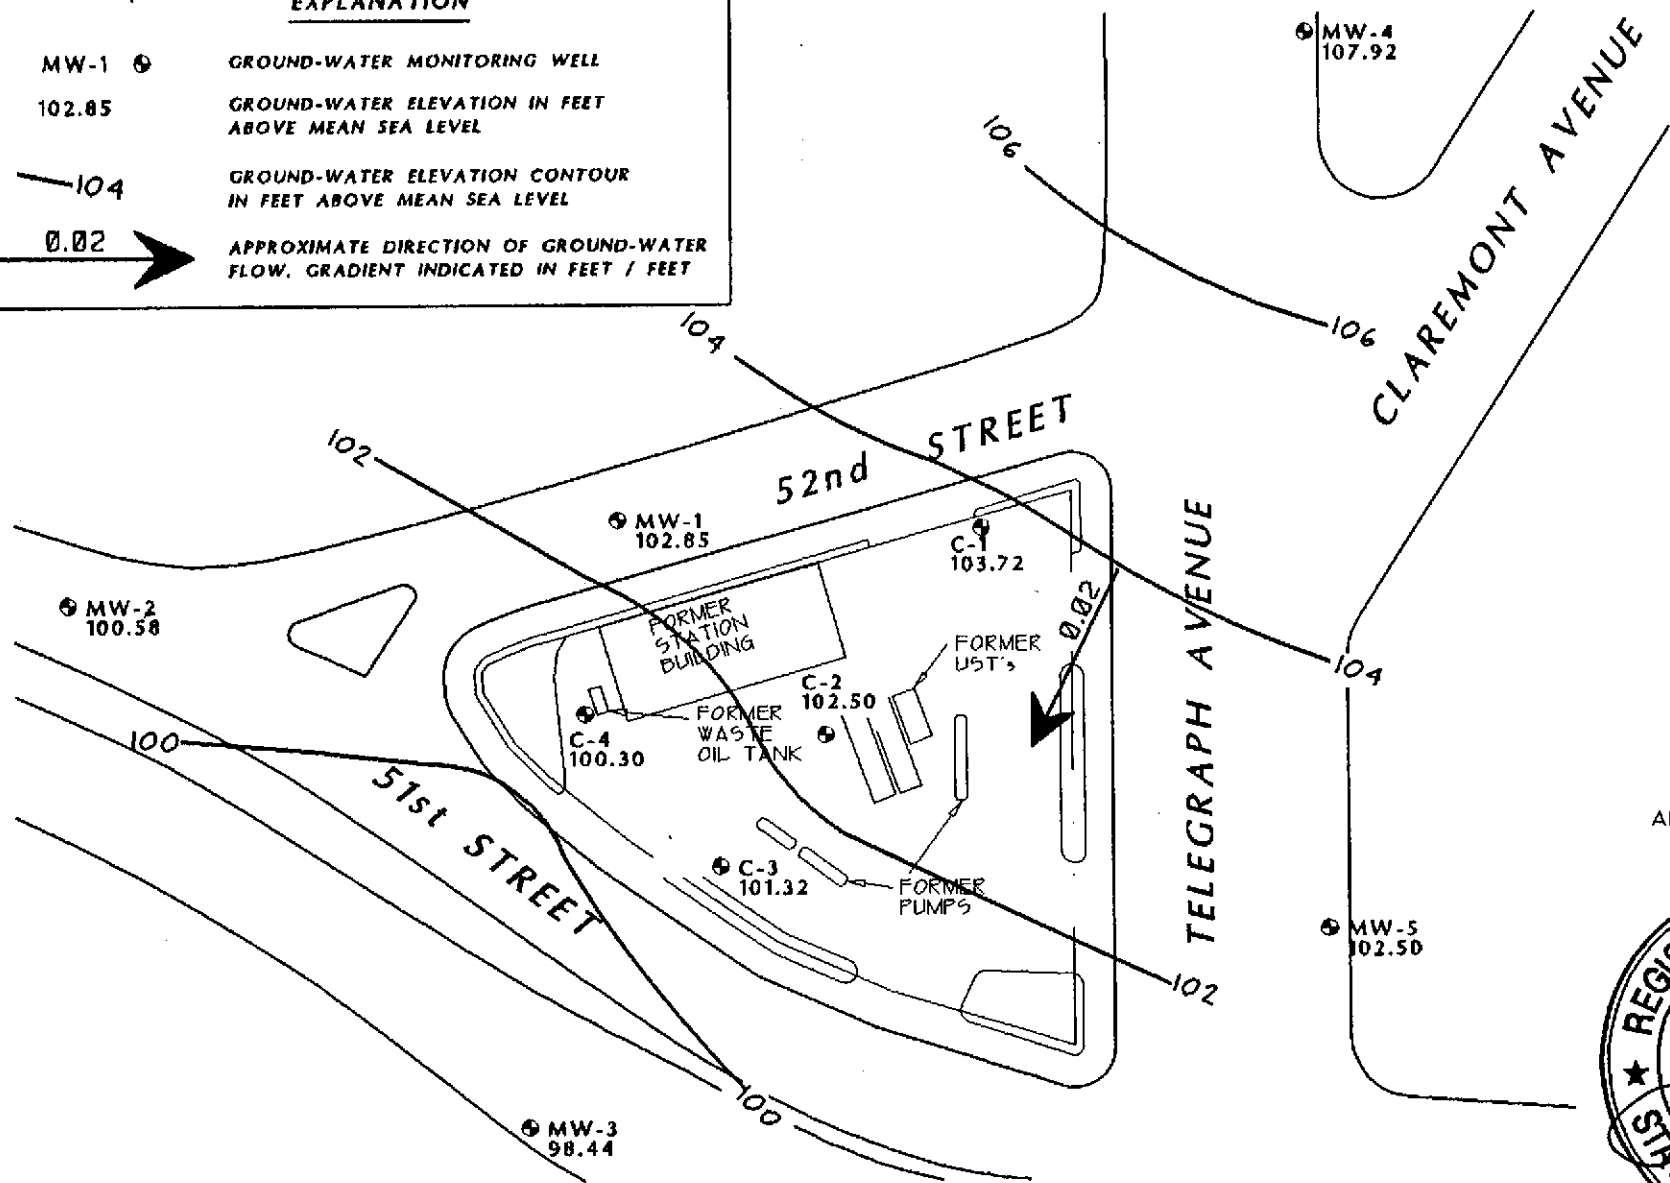 EXPLANATION
MW-1
GROUND-WATER MONITORING WELL
102.85
GROUND-WATER ELEVATION IN FEET
ABOVE MEAN SEA LEVEL
104
GROUND-WATER ELEVATION CONTOUR
IN FEET ABOVE MEAN SEA LEVEL
0.02
APPROXIMATE DIRECTION OF GROUND-WATER
FLOW. GRADIENT INDICATED IN FEET / FEET
MW-4
107.92
CLAREMONT AVENUE
106
106
104
102
52nd STREET
MW-1
102.85
C-1
103.72
MW-2
100.58
FORMER
STATION
BUILDING
FORMER
UST's
0.02
TELEGRAPH AVENUE
104
C-2
102.50
FORMER
WASTE
OIL TANK
C-4
100.30
100
51st STREET
C-3
101.32
FORMER
PUMPS
MW-5
102.50
102
100
MW-3
98.44
★